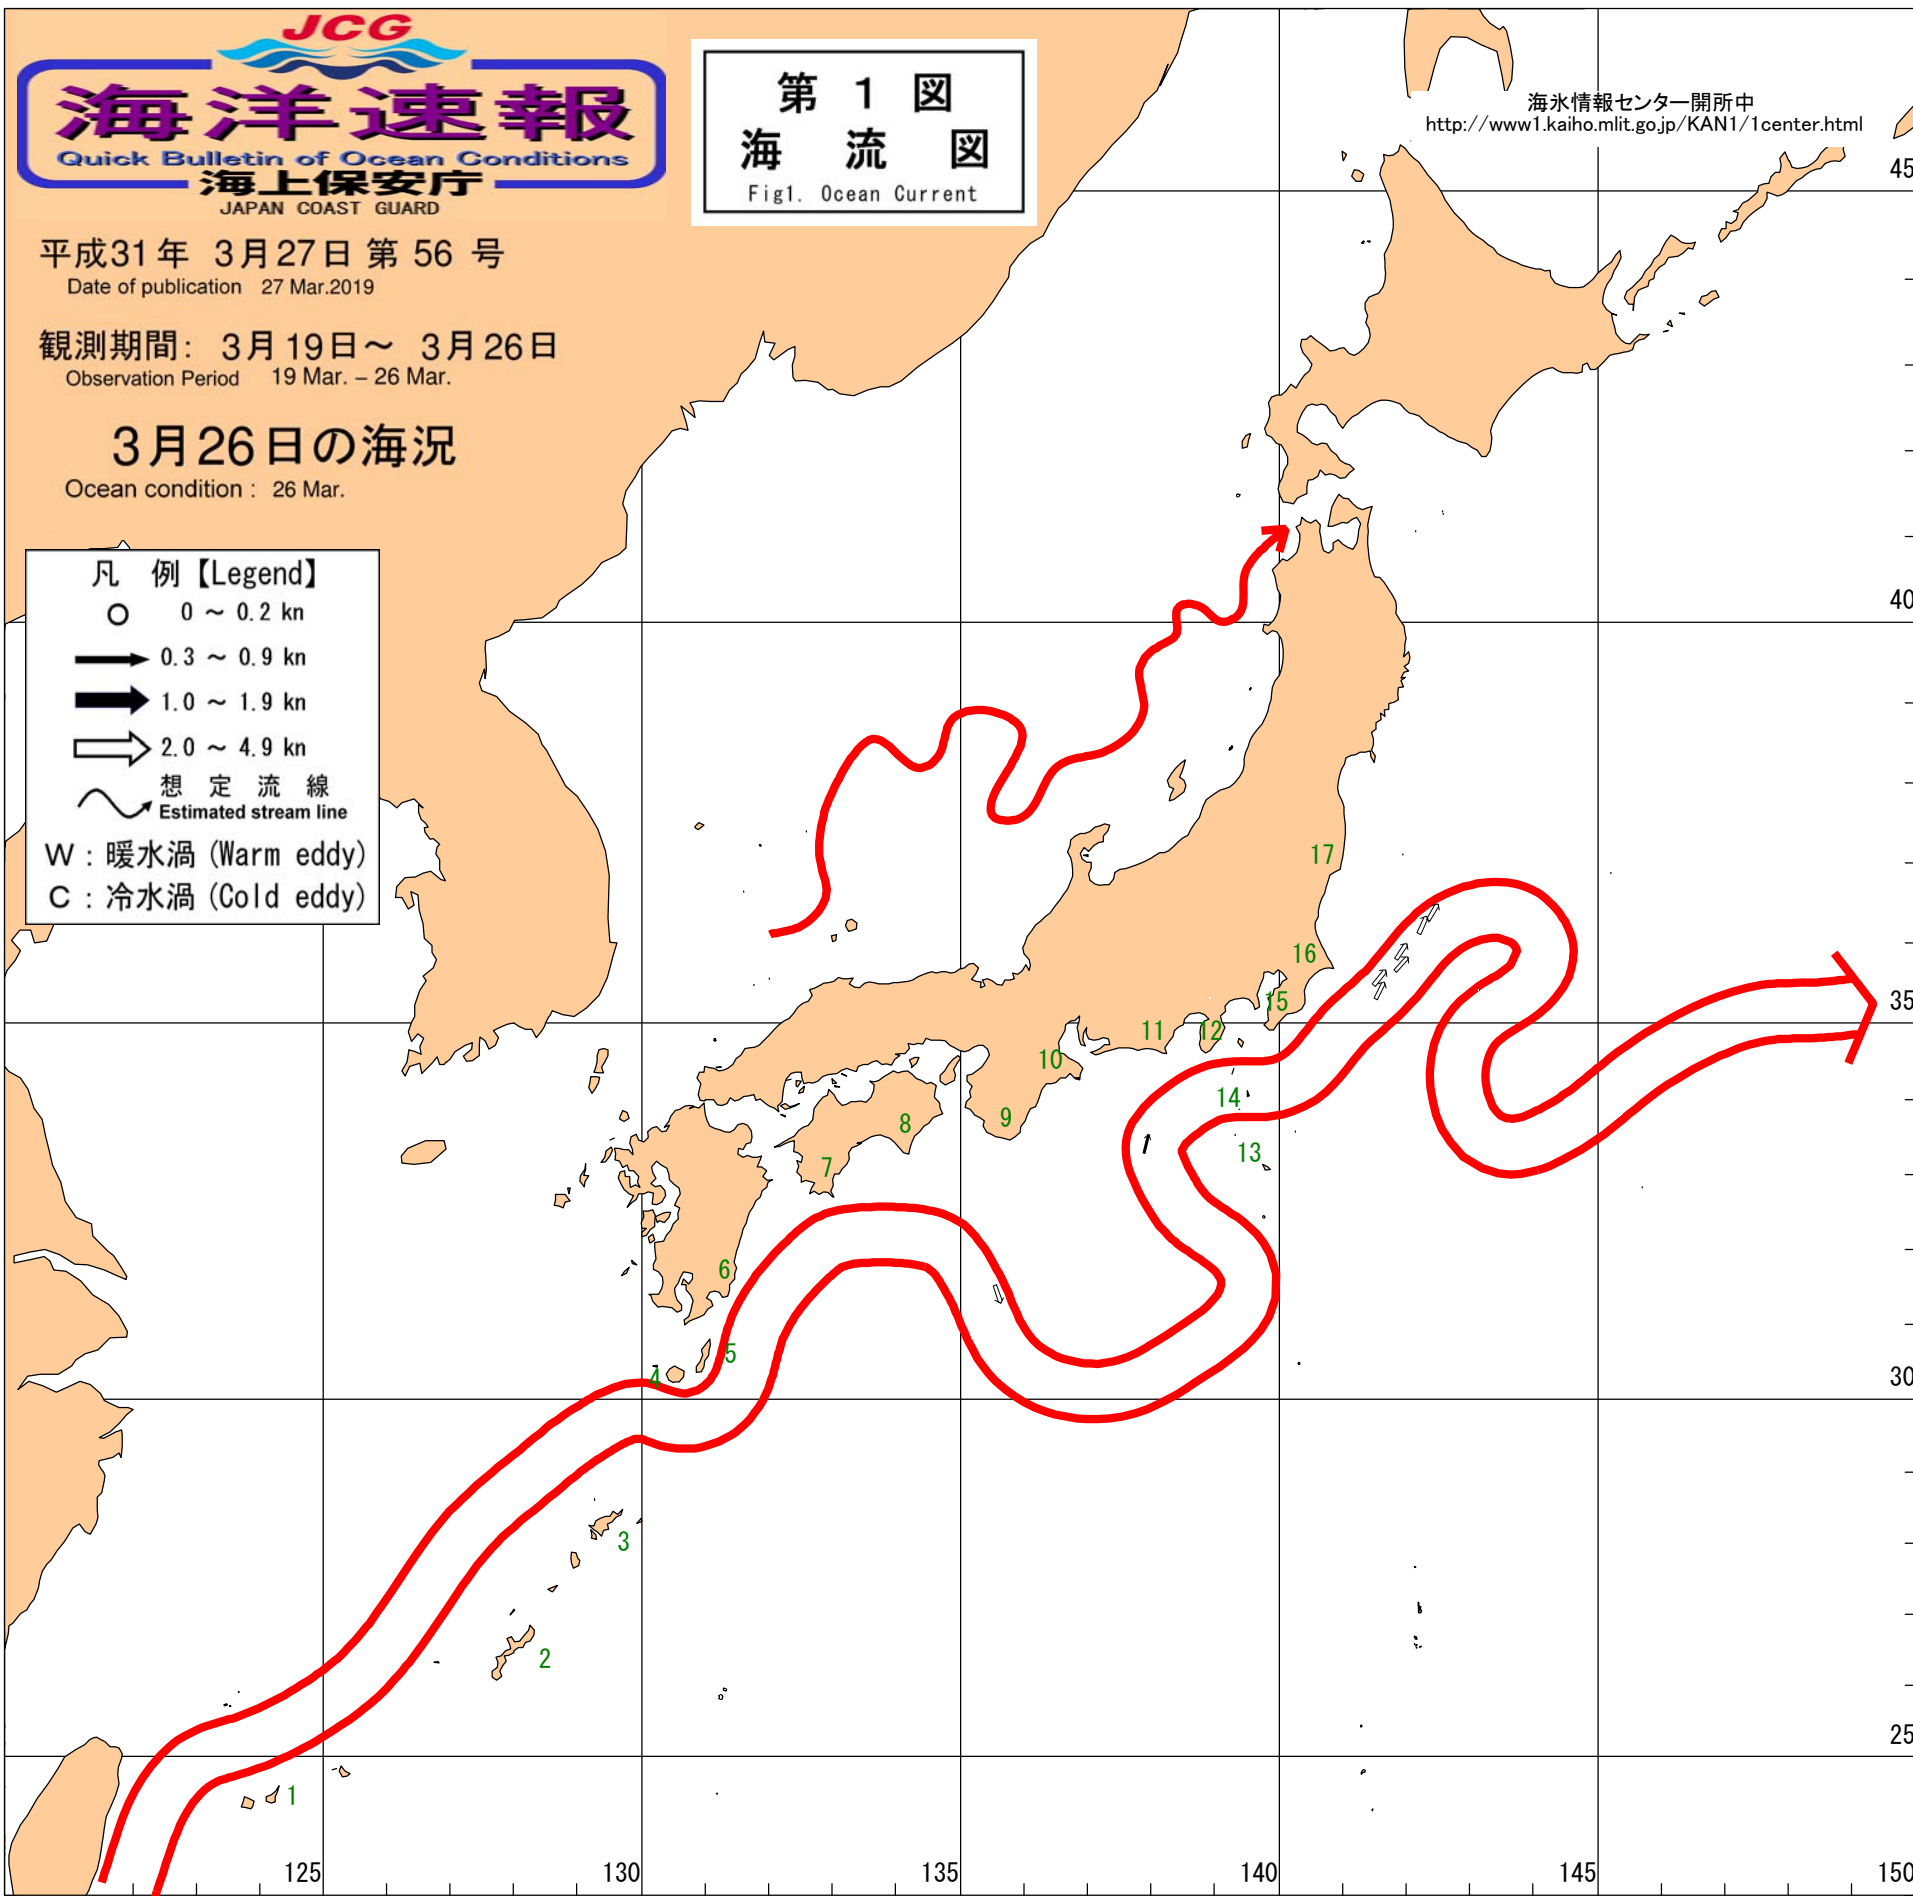 JCG
海洋速報
Quick Bulletin of Ocean Conditions
海上保安庁
JAPAN COAST GUARD
第 1 図
海 流 図
Fig1. Ocean Current
海氷情報センター開所中
http://www1.kaiho.mlit.go.jp/KAN1/1center.html
平成31年 3月27日 第 56 号
Date of publication 27 Mar.2019
観測期間: 3月19日～ 3月26日
Observation Period 19 Mar. – 26 Mar.
3月26日の海況
Ocean condition : 26 Mar.
凡 例【Legend】
0 ～ 0.2 kn
0.3 ～ 0.9 kn
1.0 ～ 1.9 kn
2.0 ～ 4.9 kn
想 定 流 線
Estimated stream line
W : 暖水渦 (Warm eddy)
C : 冷水渦 (Cold eddy)
45
40
17
16
35
15
11
12
10
14
9
8
13
7
6
5
4
30
3
2
25
1
125
130
135
140
145
150